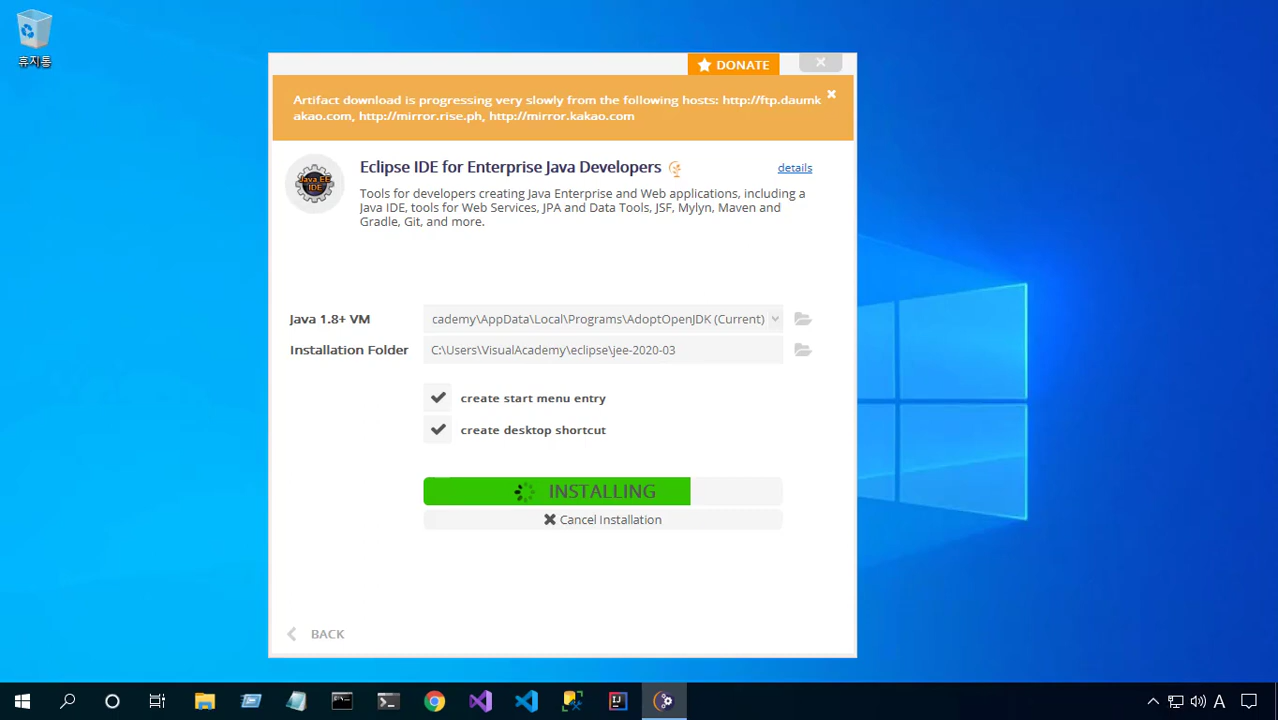 휴지통
DONATE
Artifact download is progressing very slowly from the following hosts: http://ftp.daumk
akao.com, http://mirror.rise.ph, http://mirror.kakao.com
Java EE
IDE
Eclipse IDE for Enterprise Java Developers
details
Tools for developers creating Java Enterprise and Web applications, including a
Java IDE, tools for Web Services, JPA and Data Tools, JSF, Mylyn, Maven and
Gradle, Git, and more.
Java 1.8+ VM
cademy\AppData\Local\Programs\AdoptOpenJDK (Current)
Installation Folder
C:\Users\VisualAcademy\eclipse\jee-2020-03
create start menu entry
create desktop shortcut
INSTALLING
Cancel Installation
BACK
A